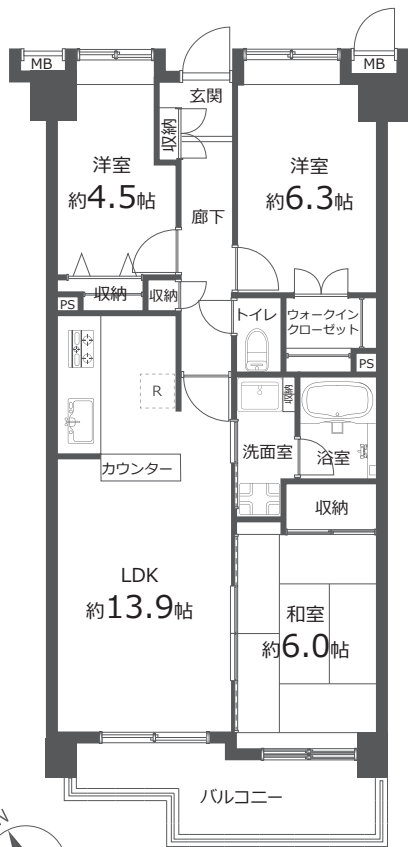 MB
MB
玄関
収納
洋室
約4.5帖
洋室
約6.3帖
廊下
PS
収納
収納
トイレ
ウォークイン
クローゼット
PS
R
収納
洗面室
浴室
カウンター
収納
LDK
約13.9帖
和室
約6.0帖
バルコニー
N